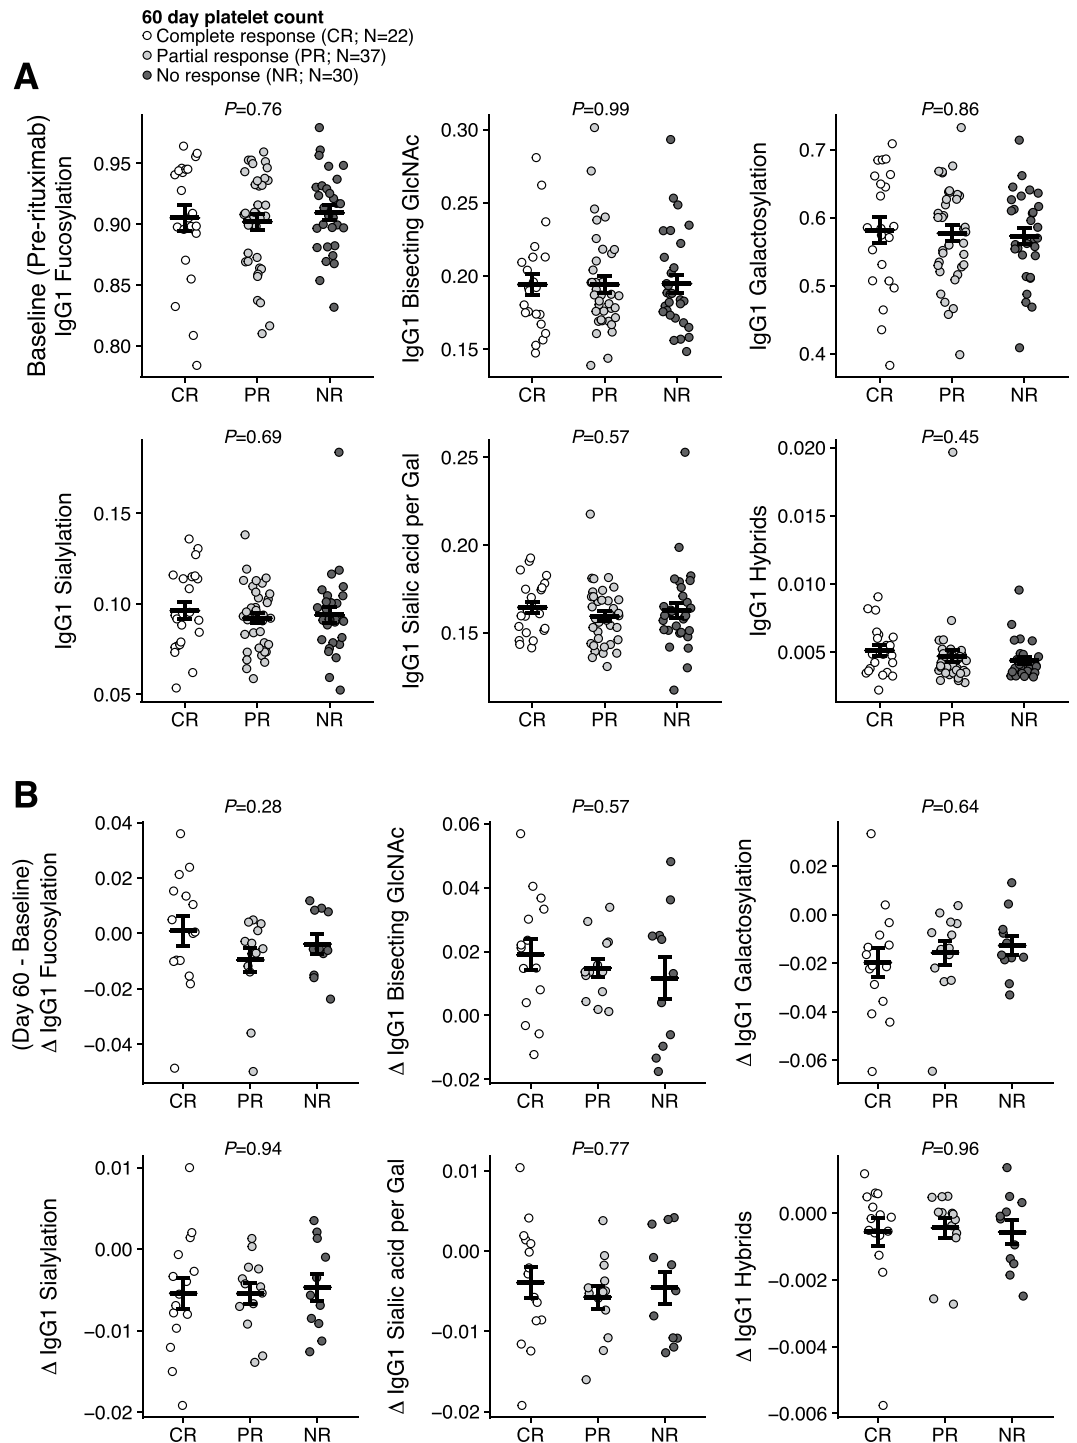 60 day platelet count
Complete response (CR; N=22)
Partial response (PR; N=37)
No response (NR; N=30)
A
Baseline (Pre-rituximab)
IgG1 Fucosylation
P=0.76
0.95
0.90
0.85
0.80
CR PR NR
IgG1 Bisecting GlcNAc
P=0.99
0.30
0.25
0.20
0.15
CR PR NR
IgG1 Galactosylation
P=0.86
0.7
0.6
0.5
0.4
CR PR NR
IgG1 Sialylation
P=0.69
0.15
0.10
0.05
CR PR NR
IgG1 Sialic acid per Gal
P=0.57
0.25
0.20
0.15
CR PR NR
IgG1 Hybrids
P=0.45
0.020
0.015
0.010
0.005
CR PR NR
B
(Day 60 - Baseline)
Δ IgG1 Fucosylation
P=0.28
0.04
0.02
0.00
−0.02
−0.04
CR PR NR
Δ IgG1 Bisecting GlcNAc
P=0.57
0.06
0.04
0.02
0.00
−0.02
CR PR NR
Δ IgG1 Galactosylation
P=0.64
0.02
0.00
−0.02
−0.04
−0.06
CR PR NR
Δ IgG1 Sialylation
P=0.94
0.01
0.00
−0.01
−0.02
CR PR NR
Δ IgG1 Sialic acid per Gal
P=0.77
0.01
0.00
−0.01
−0.02
CR PR NR
Δ IgG1 Hybrids
P=0.96
0.000
−0.002
−0.004
−0.006
CR PR NR